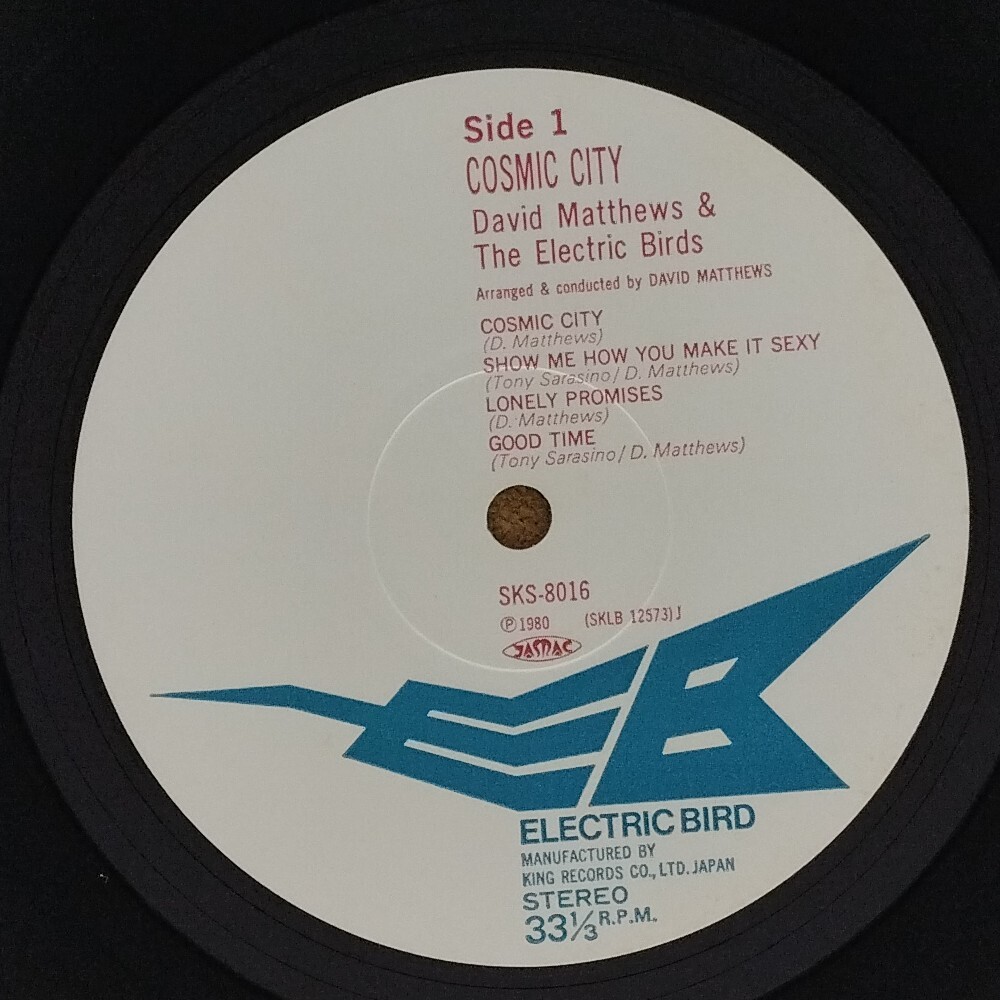 Side 1
COSMIC CITY
David Matthews &
The Electric Birds
Arranged & conducted by DAVID MATTHEWS
COSMIC CITY
(D. Matthews)
SHOW ME HOW YOU MAKE IT SEXY
(Tony Sarasino / D. Matthews)
LONELY PROMISES
(D. Matthews)
GOOD TIME
(Tony Sarasino / D. Matthews)
SKS-8016
Ⓟ1980 (SKLB 12573) J
JASRAC
EB
ELECTRIC BIRD
MANUFACTURED BY
KING RECORDS CO., LTD. JAPAN
STEREO
33⅓ R.P.M.